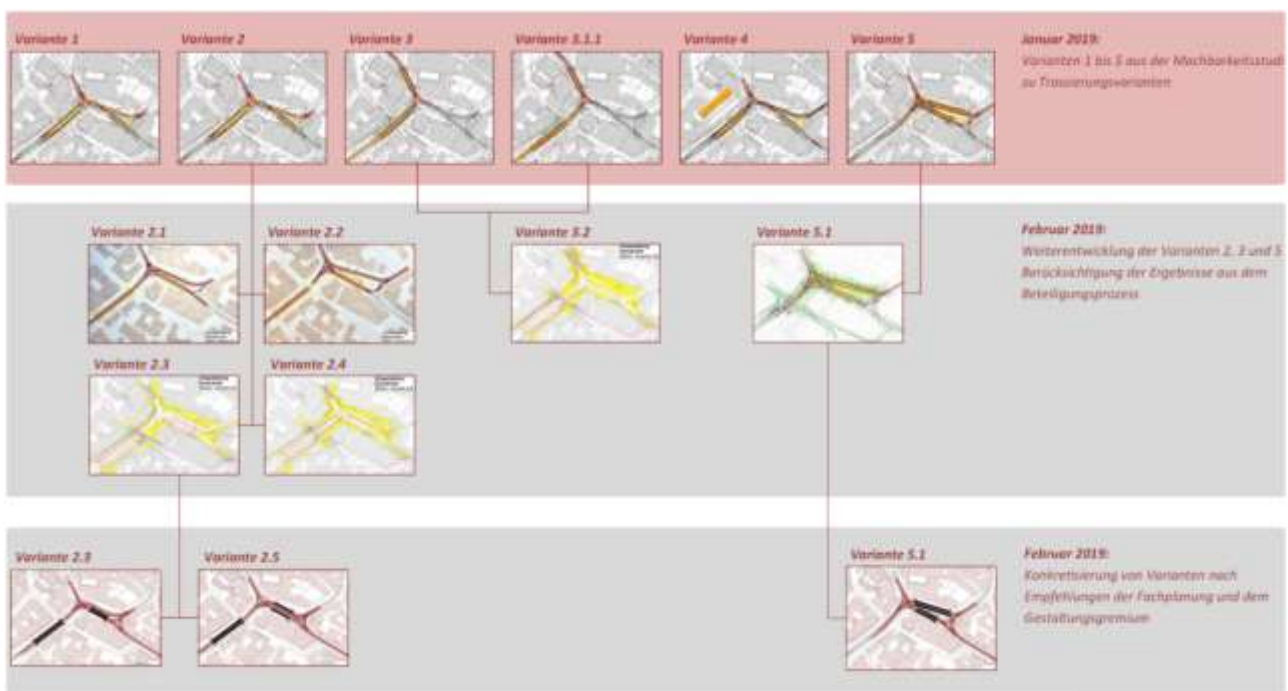 Variante 1
Variante 2
Variante 3
Variante 3.1.1
Variante 4
Variante 5
Januar 2019:
Varianten 1 bis 5 aus der Machbarkeitsstudi
zu Trassierungsvarianten
Variante 2.1
Variante 2.2
Variante 3.2
Variante 5.1
Februar 2019:
Weiterentwicklung der Varianten 2, 3 und 5
Berücksichtigung der Ergebnisse aus dem
Beteiligungsprozess
Variante 2.3
Variante 2.4
Variante 2.3
Variante 2.5
Variante 5.1
Februar 2019:
Konkretisierung von Varianten nach
Empfehlungen der Fachplanung und dem
Gestaltungsgremium